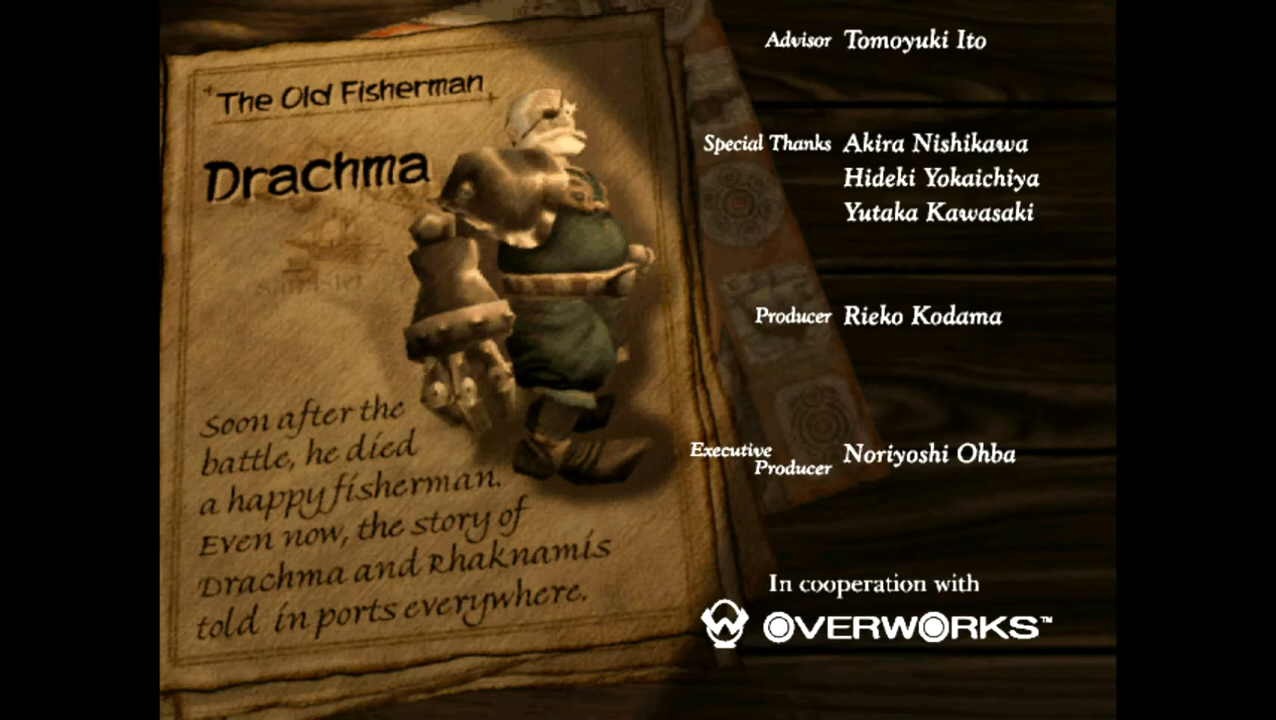 The Old Fisherman
Drachma
Soon after the
battle, he died
a happy fisherman.
Even now, the story of
Drachma and Rhaknamis
told in ports everywhere.
Advisor Tomoyuki Ito
Special Thanks Akira Nishikawa
Hideki Yokaichiya
Yutaka Kawasaki
Producer Rieko Kodama
Executive
Producer Noriyoshi Ohba
In cooperation with
OVERWORKS™